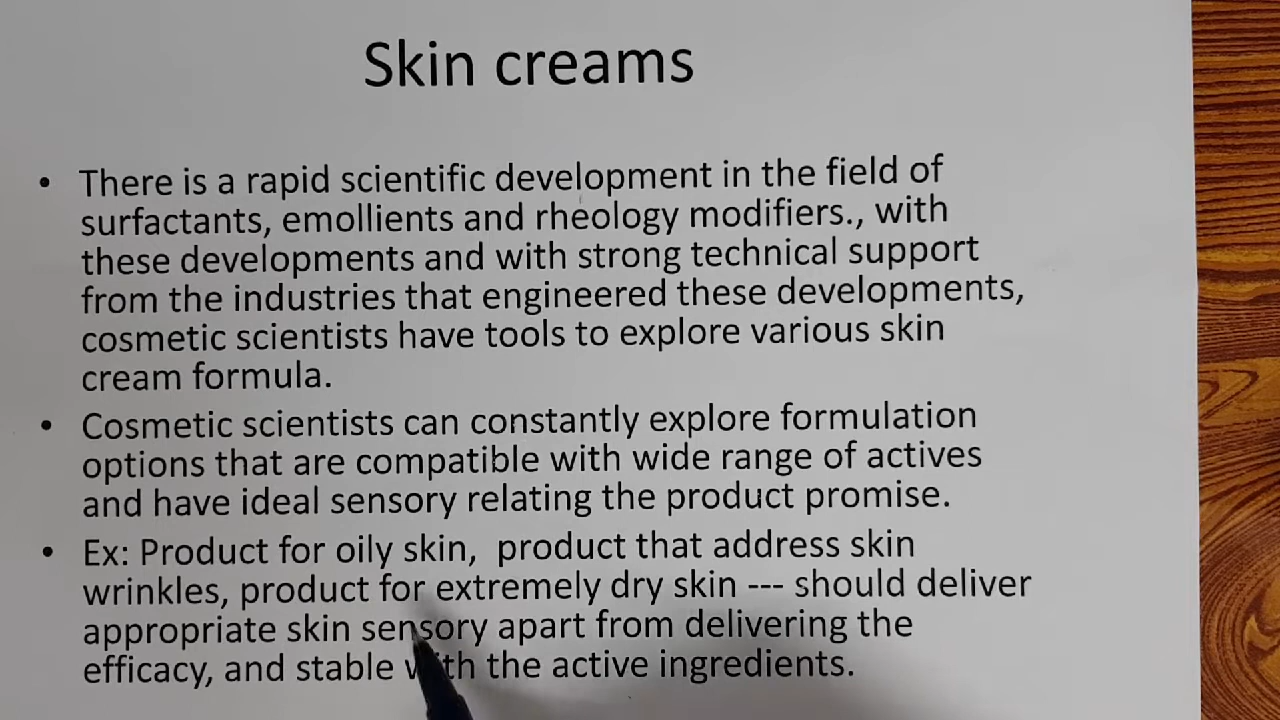 Skin creams
• There is a rapid scientific development in the field of
surfactants, emollients and rheology modifiers., with
these developments and with strong technical support
from the industries that engineered these developments,
cosmetic scientists have tools to explore various skin
cream formula.
• Cosmetic scientists can constantly explore formulation
options that are compatible with wide range of actives
and have ideal sensory relating the product promise.
• Ex: Product for oily skin, product that address skin
wrinkles, product for extremely dry skin --- should deliver
appropriate skin sensory apart from delivering the
efficacy, and stable with the active ingredients.